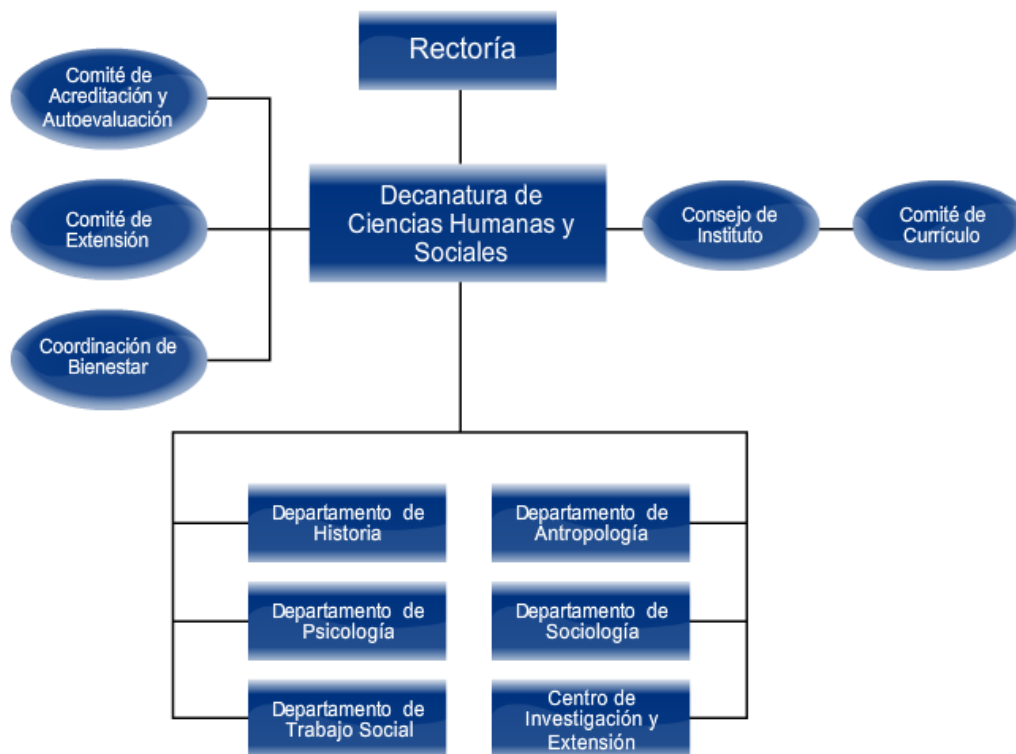 Rectoría
Comité de
Acreditación y
Autoevaluación
Decanatura de
Ciencias Humanas y
Sociales
Comité de
Extensión
Consejo de
Instituto
Comité de
Currículo
Coordinación de
Bienestar
Departamento de
Historia
Departamento de
Antropología
Departamento de
Psicología
Departamento de
Sociología
Departamento de
Trabajo Social
Centro de
Investigación y
Extensión